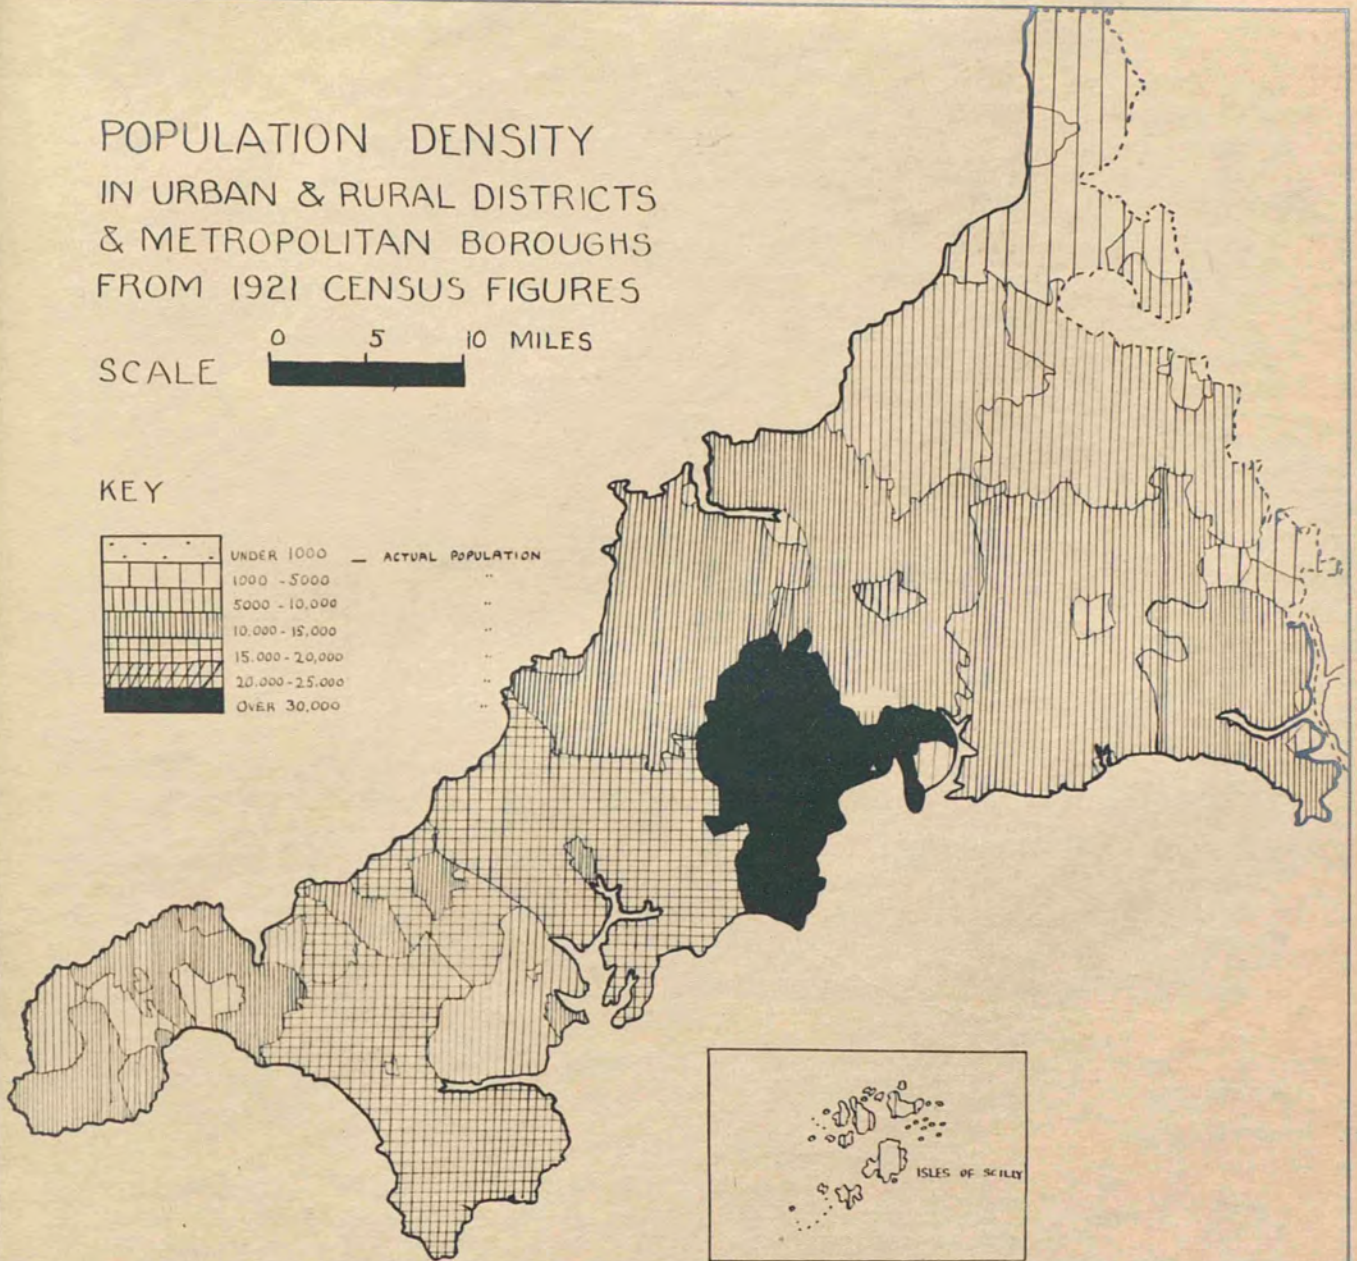 POPULATION DENSITY
IN URBAN & RURAL DISTRICTS
& METROPOLITAN BOROUGHS
FROM 1921 CENSUS FIGURES
0 5 10 MILES
SCALE
KEY
UNDER 1000 — ACTUAL POPULATION
1000 - 5000 "
5000 - 10,000 "
10.000 - 15,000 "
15.000 - 20,000 "
20.000 - 25.000 "
OVER 30,000 "
ISLES OF SCILLY